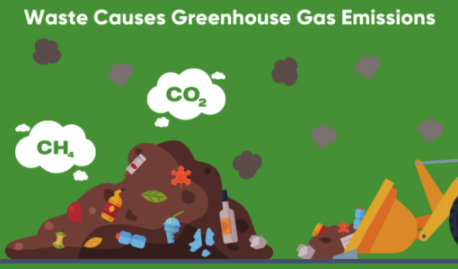 Waste Causes Greenhouse Gas Emissions
CO₂
CH₄